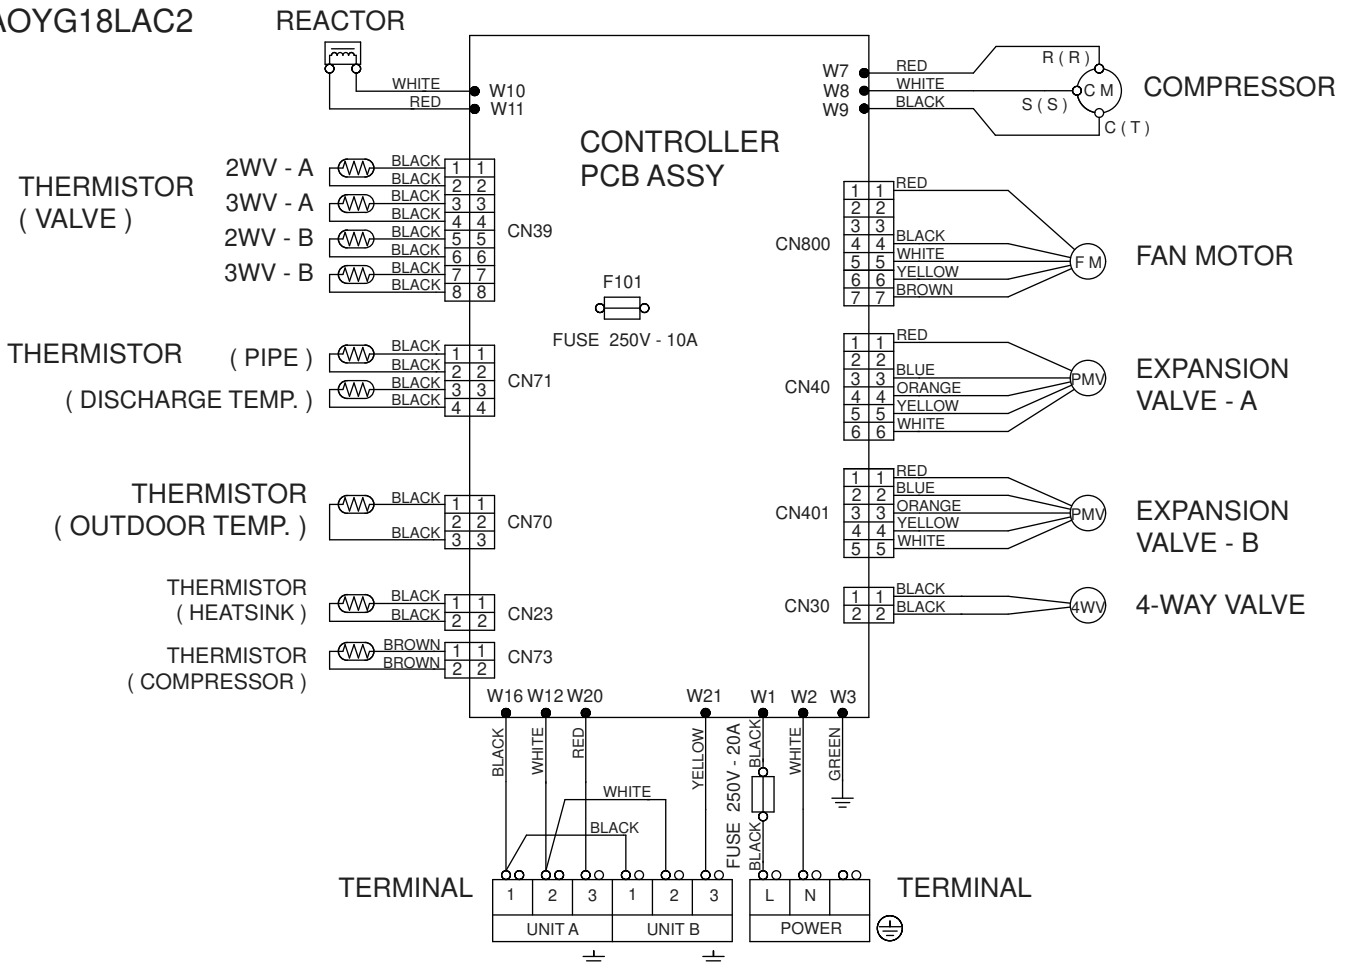 AOYG18LAC2
REACTOR
WHITE
RED
W10
W11
W7
W8
W9
RED
WHITE
BLACK
R ( R )
S ( S )
C ( T )
C M
COMPRESSOR
CONTROLLER
PCB ASSY
THERMISTOR
( VALVE )
2WV - A
3WV - A
2WV - B
3WV - B
BLACK 1 1
BLACK 2 2
BLACK 3 3
BLACK 4 4
BLACK 5 5
BLACK 6 6
BLACK 7 7
BLACK 8 8
CN39
F101
FUSE 250V - 10A
CN800
1 1 RED
2 2
3 3
4 4 BLACK
5 5 WHITE
6 6 YELLOW
7 7 BROWN
F M
FAN MOTOR
THERMISTOR ( PIPE )
( DISCHARGE TEMP. )
BLACK 1 1
BLACK 2 2
BLACK 3 3
BLACK 4 4
CN71
CN40
1 1 RED
2 2
3 3 BLUE
4 4 ORANGE
5 5 YELLOW
6 6 WHITE
PMV
EXPANSION
VALVE - A
THERMISTOR
( OUTDOOR TEMP. )
BLACK 1 1
2 2
BLACK 3 3
CN70
CN401
1 1 RED
2 2 BLUE
3 3 ORANGE
4 4 YELLOW
5 5 WHITE
PMV
EXPANSION
VALVE - B
THERMISTOR
( HEATSINK )
BLACK 1 1
BLACK 2 2
CN23
CN30
1 1 BLACK
2 2 BLACK
4WV
4-WAY VALVE
THERMISTOR
( COMPRESSOR )
BROWN 1 1
BROWN 2 2
CN73
W16 W12 W20 W21 W1 W2 W3
BLACK
WHITE
RED
YELLOW
FUSE 250V - 20A
BLACK
BLACK
WHITE
GREEN
WHITE
BLACK
TERMINAL
1 2 3 1 2 3
UNIT A UNIT B
L N
POWER
TERMINAL